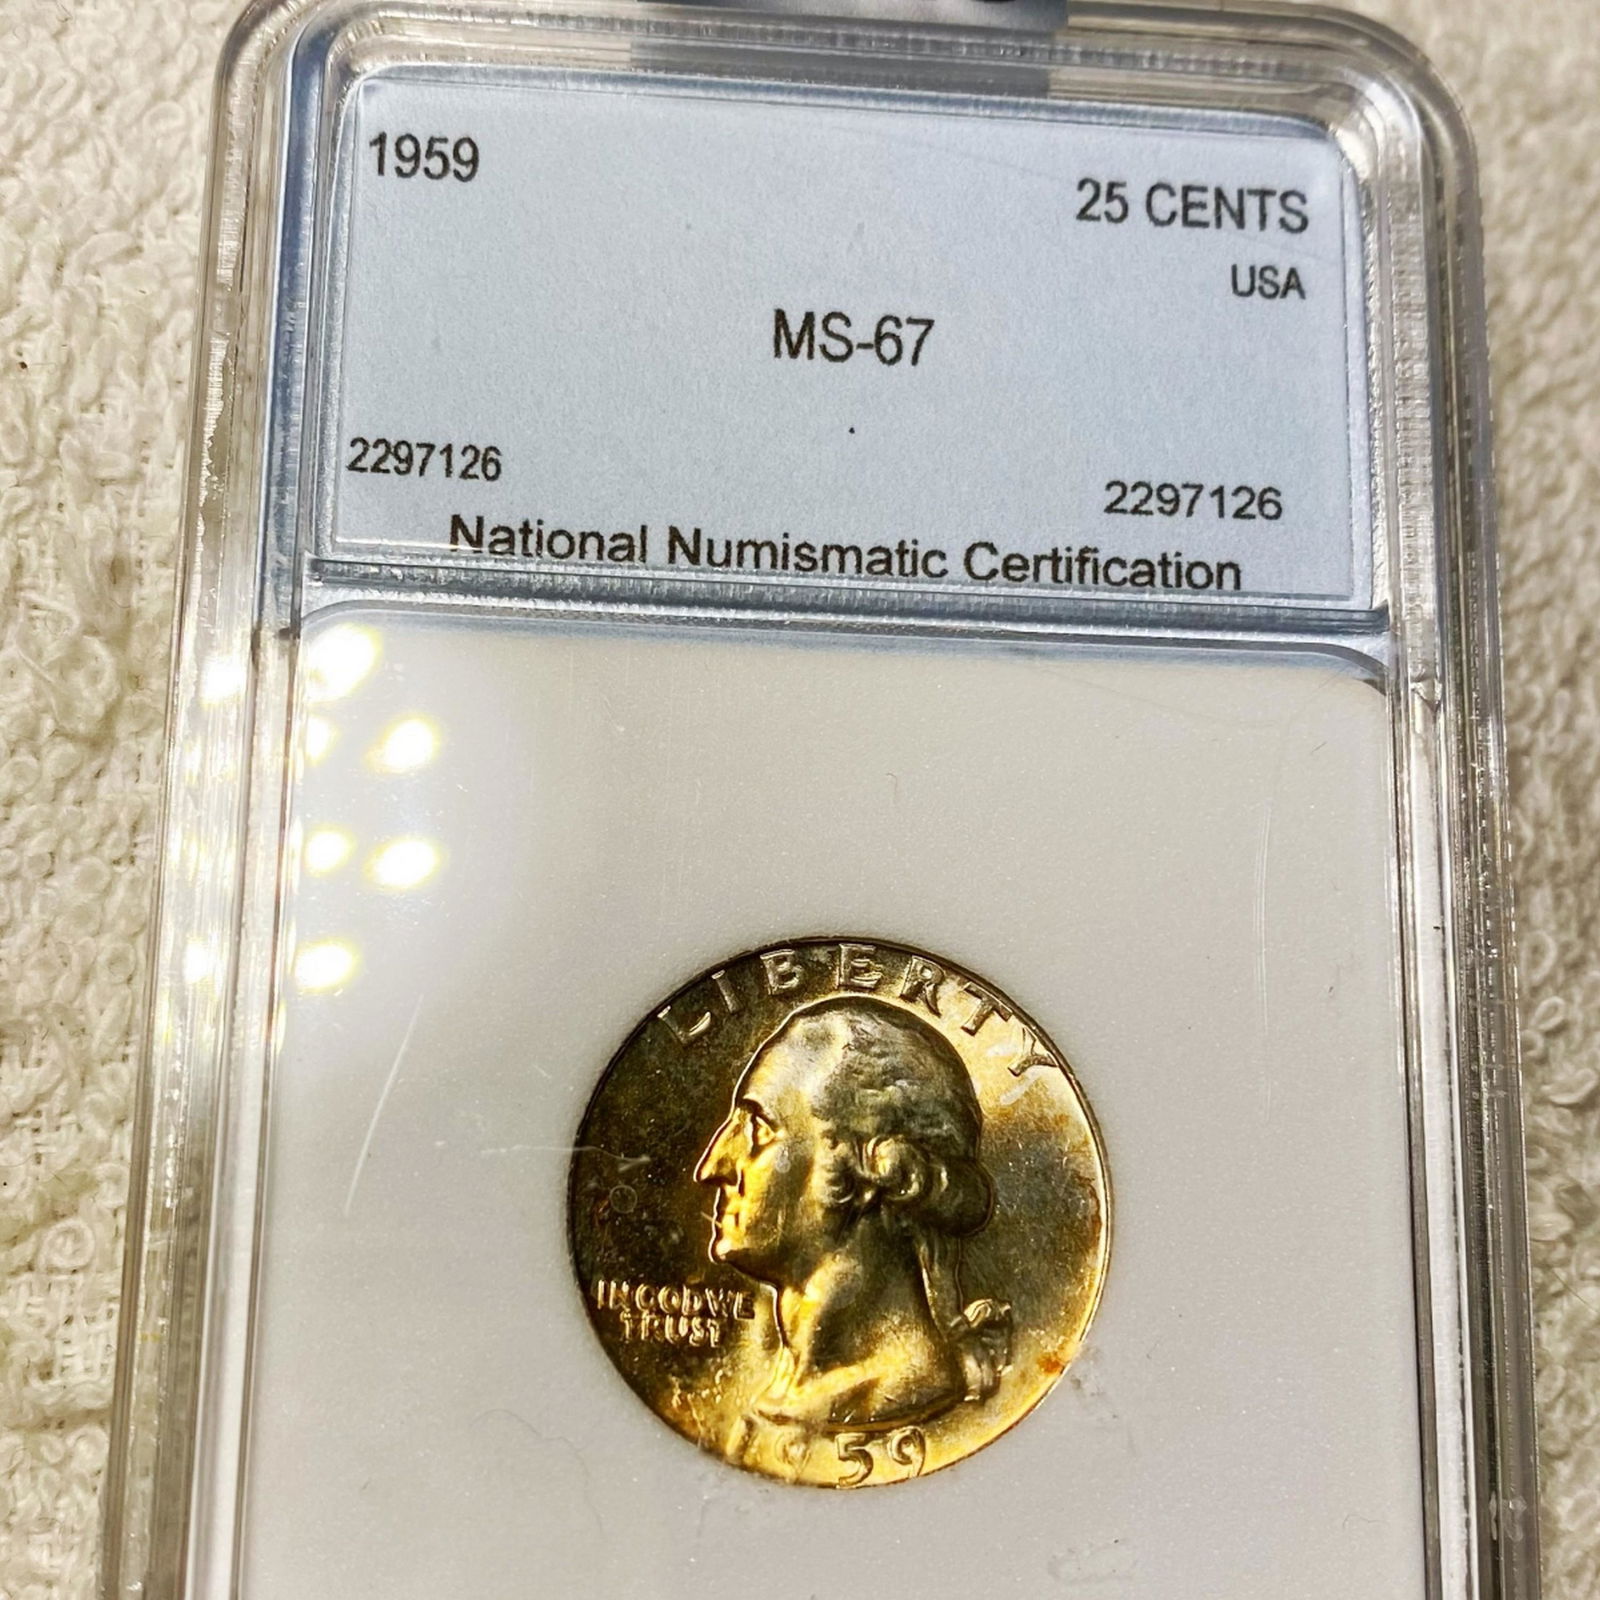 1959
25 CENTS
USA
MS-67
2297126
2297126
National Numismatic Certification
LIBERTY
IN GOD WE
TRUST
1959